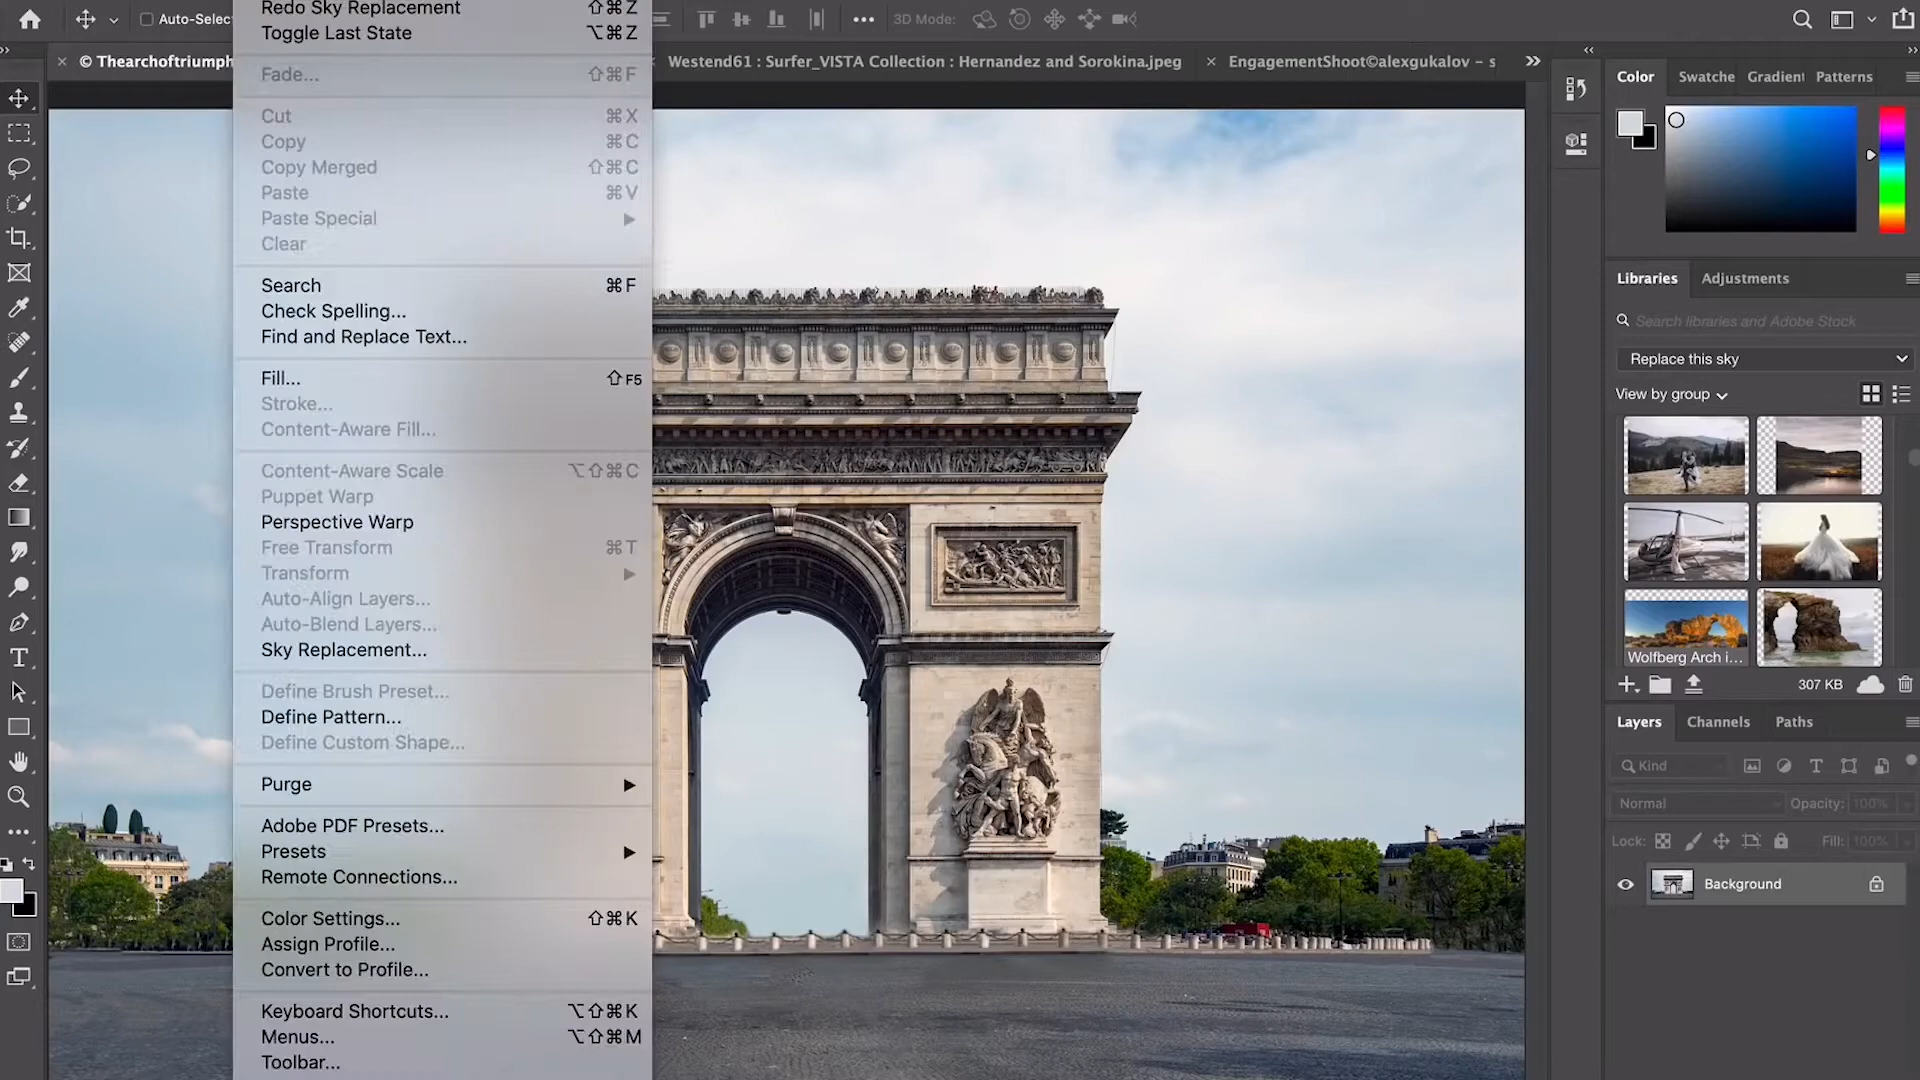 Auto-Selec
Redo Sky Replacement ⇧⌘Z
Toggle Last State ⌥⌘Z
Fade... ⇧⌘F
Cut ⌘X
Copy ⌘C
Copy Merged ⇧⌘C
Paste ⌘V
Paste Special
Clear
Search ⌘F
Check Spelling...
Find and Replace Text...
Fill... ⇧F5
Stroke...
Content-Aware Fill...
Content-Aware Scale ⌥⇧⌘C
Puppet Warp
Perspective Warp
Free Transform ⌘T
Transform
Auto-Align Layers...
Auto-Blend Layers...
Sky Replacement...
Define Brush Preset...
Define Pattern...
Define Custom Shape...
Purge
Adobe PDF Presets...
Presets
Remote Connections...
Color Settings... ⇧⌘K
Assign Profile...
Convert to Profile...
Keyboard Shortcuts... ⌥⇧⌘K
Menus... ⌥⇧⌘M
Toolbar...
3D Mode:
© Thearchoftriumph
Westend61 : Surfer_VISTA Collection : Hernandez and Sorokina.jpeg
EngagementShoot©alexgukalov – s
Color Swatche Gradient Patterns
Libraries Adjustments
Search libraries and Adobe Stock
Replace this sky
View by group
Wolfberg Arch i...
307 KB
Layers Channels Paths
Kind
Normal Opacity: 100%
Lock: Fill: 100%
Background